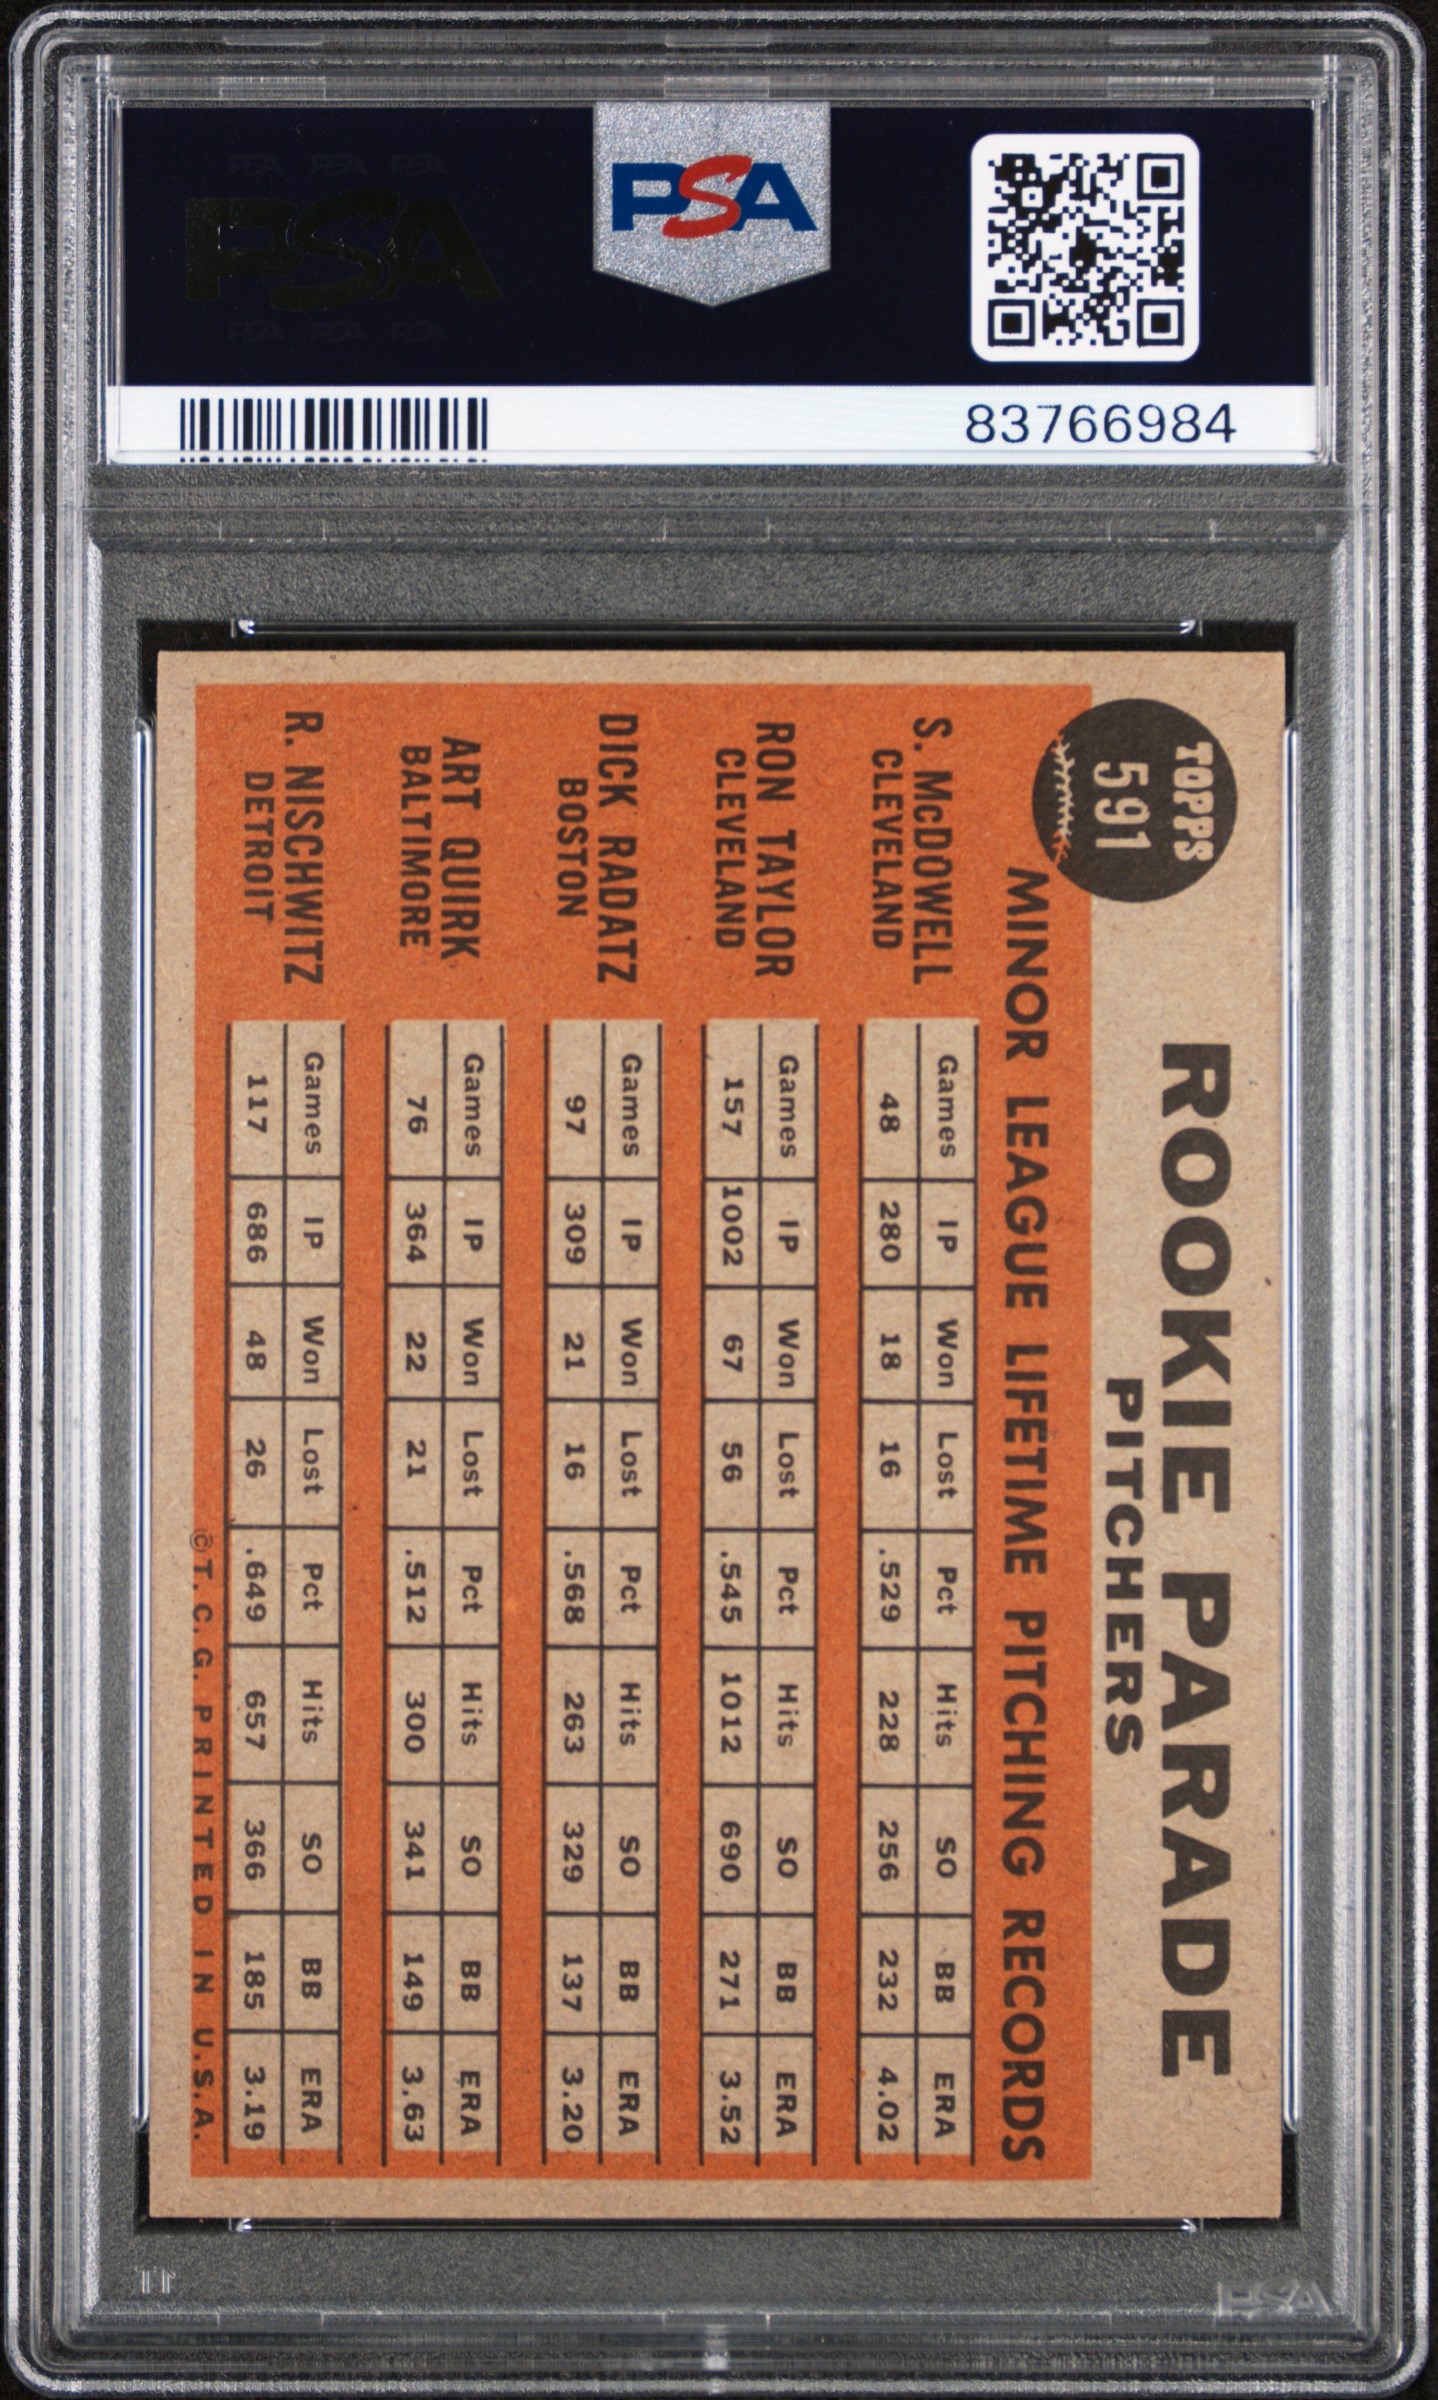 PSA PSA PSA
PSA
PSA PSA PSA
PSA
83766984
TOPPS
591
ROOKIE PARADE
PITCHERS
MINOR LEAGUE LIFETIME PITCHING RECORDS
S. McDOWELL
CLEVELAND
Games IP Won Lost Pct Hits SO BB ERA
48 280 18 16 .529 228 256 232 4.02
RON TAYLOR
CLEVELAND
Games IP Won Lost Pct Hits SO BB ERA
157 1002 67 56 .545 1012 690 271 3.52
DICK RADATZ
BOSTON
Games IP Won Lost Pct Hits SO BB ERA
97 309 21 16 .568 263 329 137 3.20
ART QUIRK
BALTIMORE
Games IP Won Lost Pct Hits SO BB ERA
76 364 22 21 .512 300 341 149 3.63
R. NISCHWITZ
DETROIT
Games IP Won Lost Pct Hits SO BB ERA
117 686 48 26 .649 657 366 185 3.19
©T.C.G. PRINTED IN U.S.A.
PSA